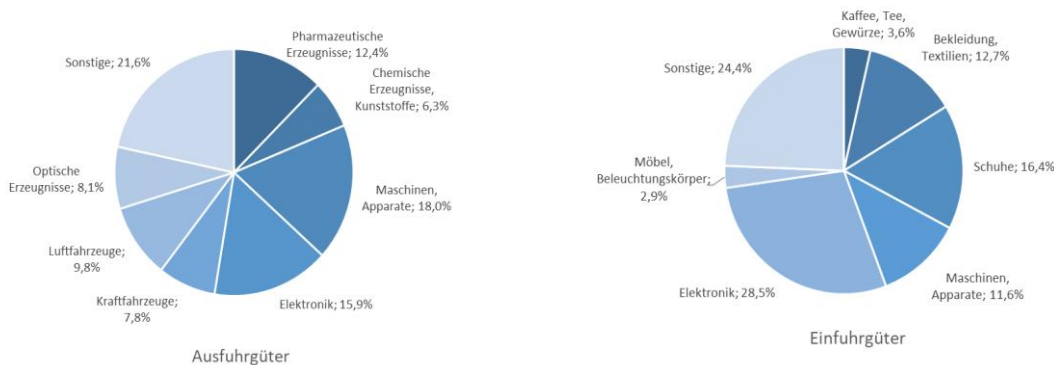 Pharmazeutische
Erzeugnisse; 12,4%
Chemische
Erzeugnisse,
Kunststoffe; 6,3%
Maschinen,
Apparate; 18,0%
Elektronik; 15,9%
Kraftfahrzeuge;
7,8%
Luftfahrzeuge;
9,8%
Optische
Erzeugnisse; 8,1%
Sonstige; 21,6%
Ausfuhrgüter
Kaffee, Tee,
Gewürze; 3,6%
Bekleidung,
Textilien; 12,7%
Schuhe; 16,4%
Maschinen,
Apparate; 11,6%
Elektronik; 28,5%
Möbel,
Beleuchtungskörper;
2,9%
Sonstige; 24,4%
Einfuhrgüter